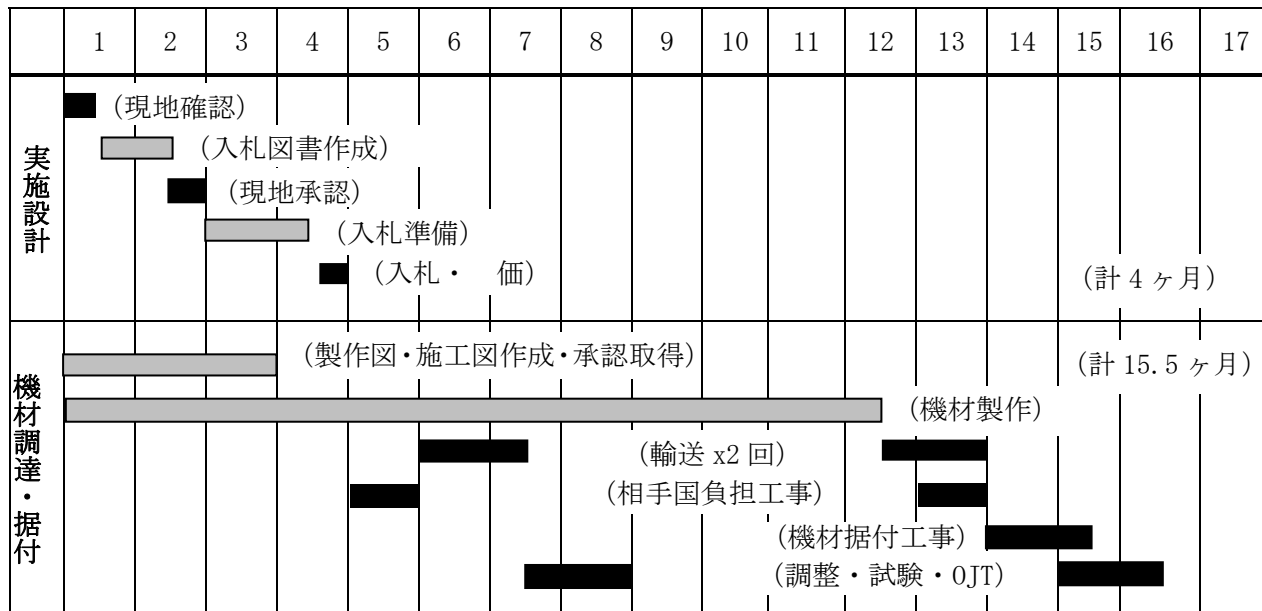 1 2 3 4 5 6 7 8 9 10 11 12 13 14 15 16 17
実施設計
(現地確認)
(入札図書作成)
(現地承認)
(入札準備)
(入札・　価)
(計 4 ヶ月)
機材調達・据付
(製作図・施工図作成・承認取得)
(計 15.5 ヶ月)
(機材製作)
(輸送 x2 回)
(相手国負担工事)
(機材据付工事)
(調整・試験・OJT)